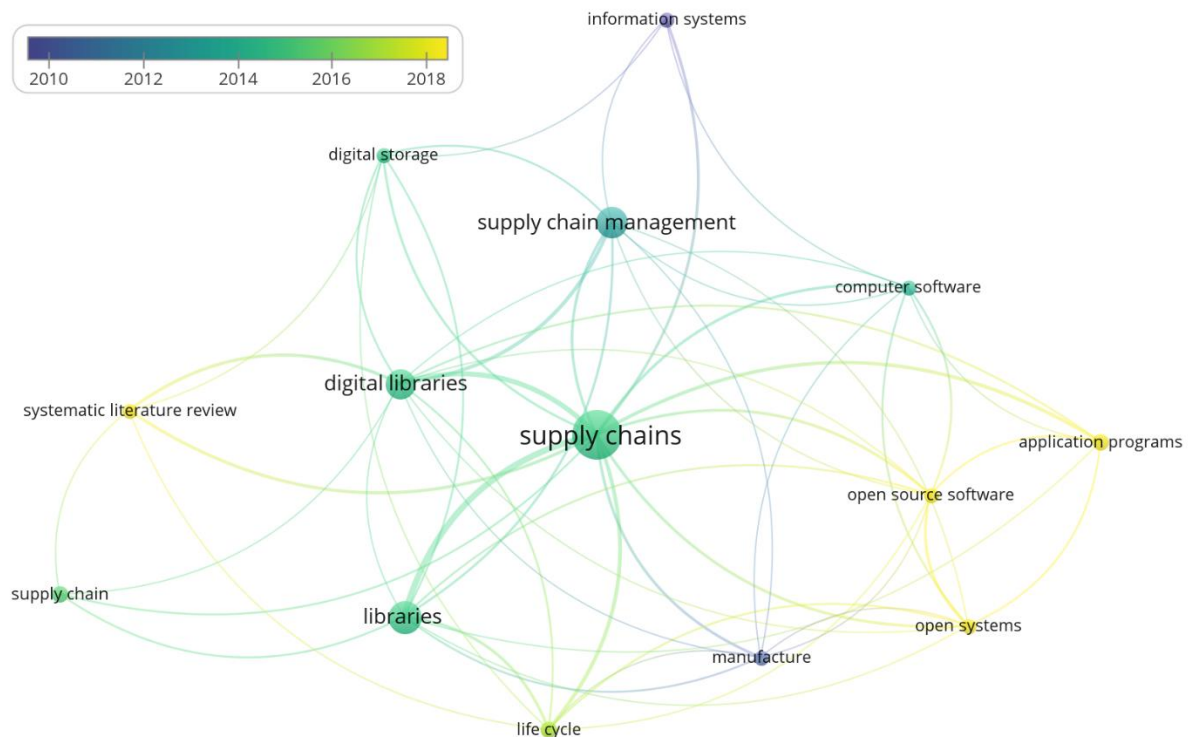 information systems
2010 2012 2014 2016 2018
digital storage
supply chain management
computer software
digital libraries
systematic literature review
supply chains
application programs
open source software
supply chain
libraries
open systems
manufacture
life cycle